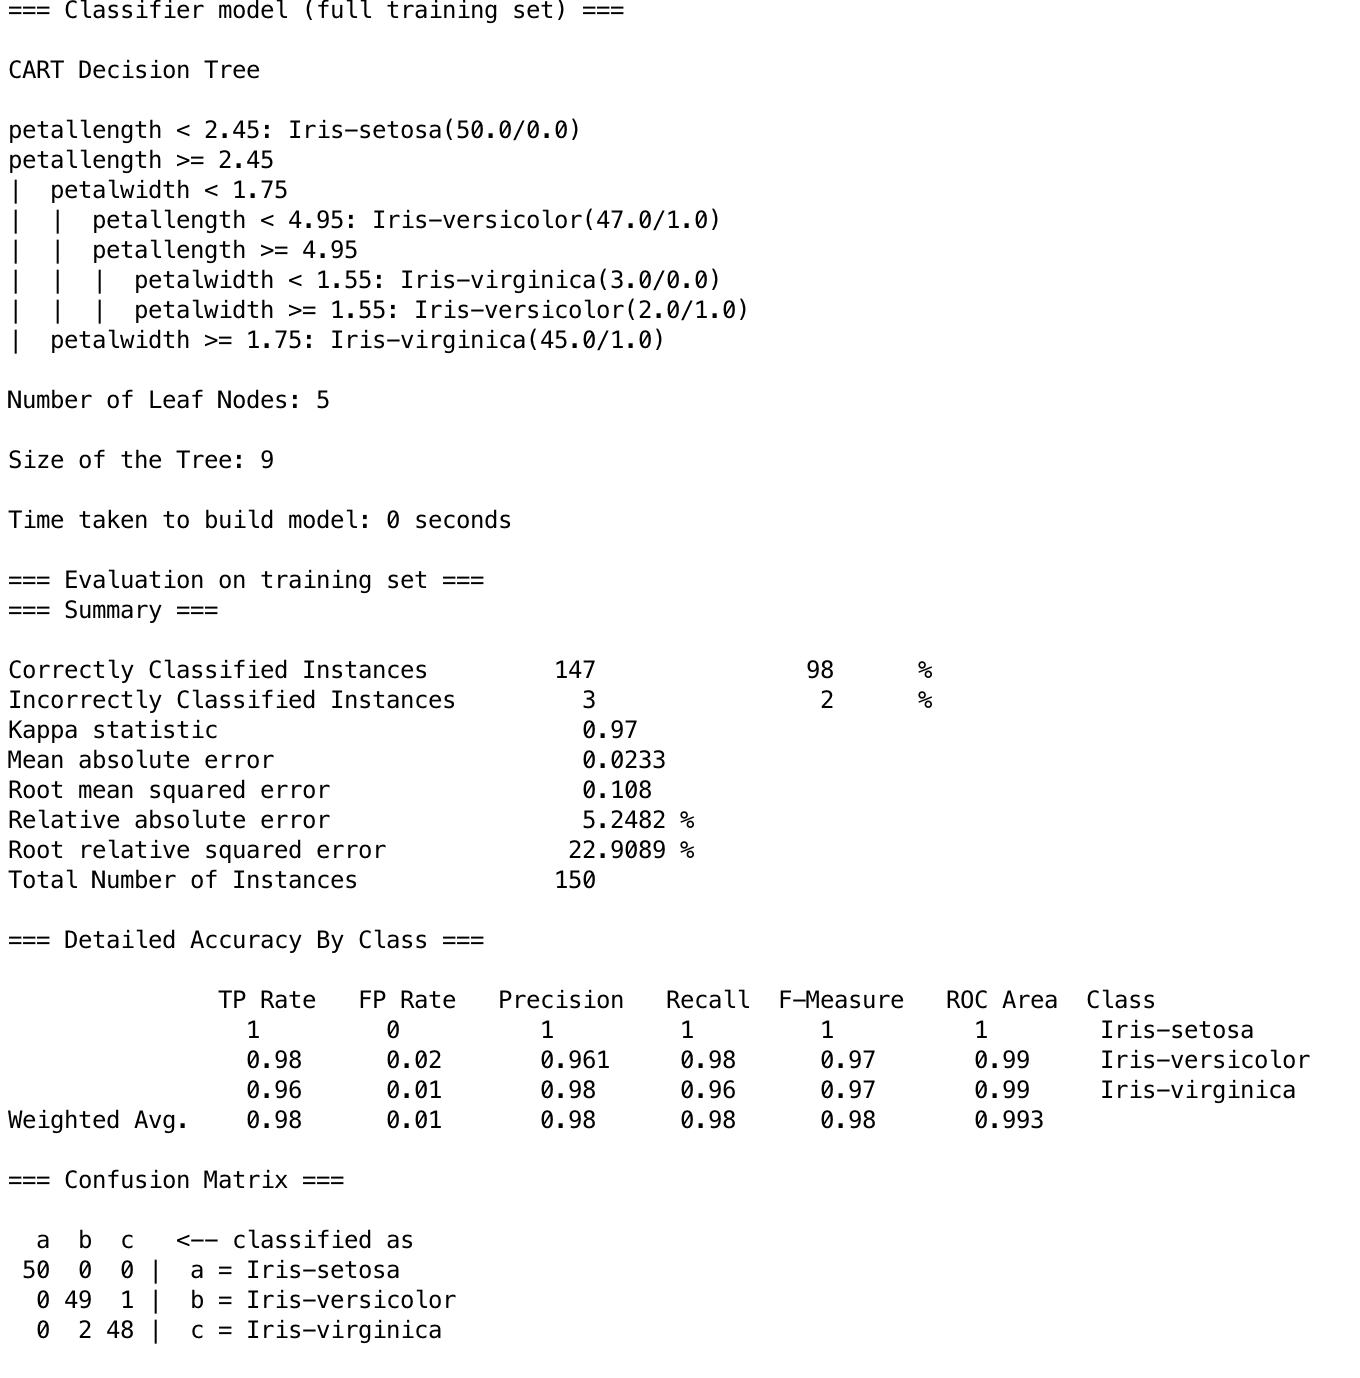 === Classifier model (full training set) ===
CART Decision Tree
petallength < 2.45: Iris-setosa(50.0/0.0)
petallength >= 2.45
|  petalwidth < 1.75
|  |  petallength < 4.95: Iris-versicolor(47.0/1.0)
|  |  petallength >= 4.95
|  |  |  petalwidth < 1.55: Iris-virginica(3.0/0.0)
|  |  |  petalwidth >= 1.55: Iris-versicolor(2.0/1.0)
|  petalwidth >= 1.75: Iris-virginica(45.0/1.0)
Number of Leaf Nodes: 5
Size of the Tree: 9
Time taken to build model: 0 seconds
=== Evaluation on training set ===
=== Summary ===
Correctly Classified Instances         147               98      %
Incorrectly Classified Instances         3                2      %
Kappa statistic                          0.97
Mean absolute error                      0.0233
Root mean squared error                  0.108
Relative absolute error                  5.2482 %
Root relative squared error             22.9089 %
Total Number of Instances              150
=== Detailed Accuracy By Class ===
               TP Rate   FP Rate   Precision   Recall  F-Measure   ROC Area  Class
                 1         0          1         1        1          1        Iris-setosa
                 0.98      0.02       0.961     0.98     0.97       0.99     Iris-versicolor
                 0.96      0.01       0.98      0.96     0.97       0.99     Iris-virginica
Weighted Avg.    0.98      0.01       0.98      0.98     0.98       0.993
=== Confusion Matrix ===
  a  b  c   <-- classified as
 50  0  0 |  a = Iris-setosa
  0 49  1 |  b = Iris-versicolor
  0  2 48 |  c = Iris-virginica